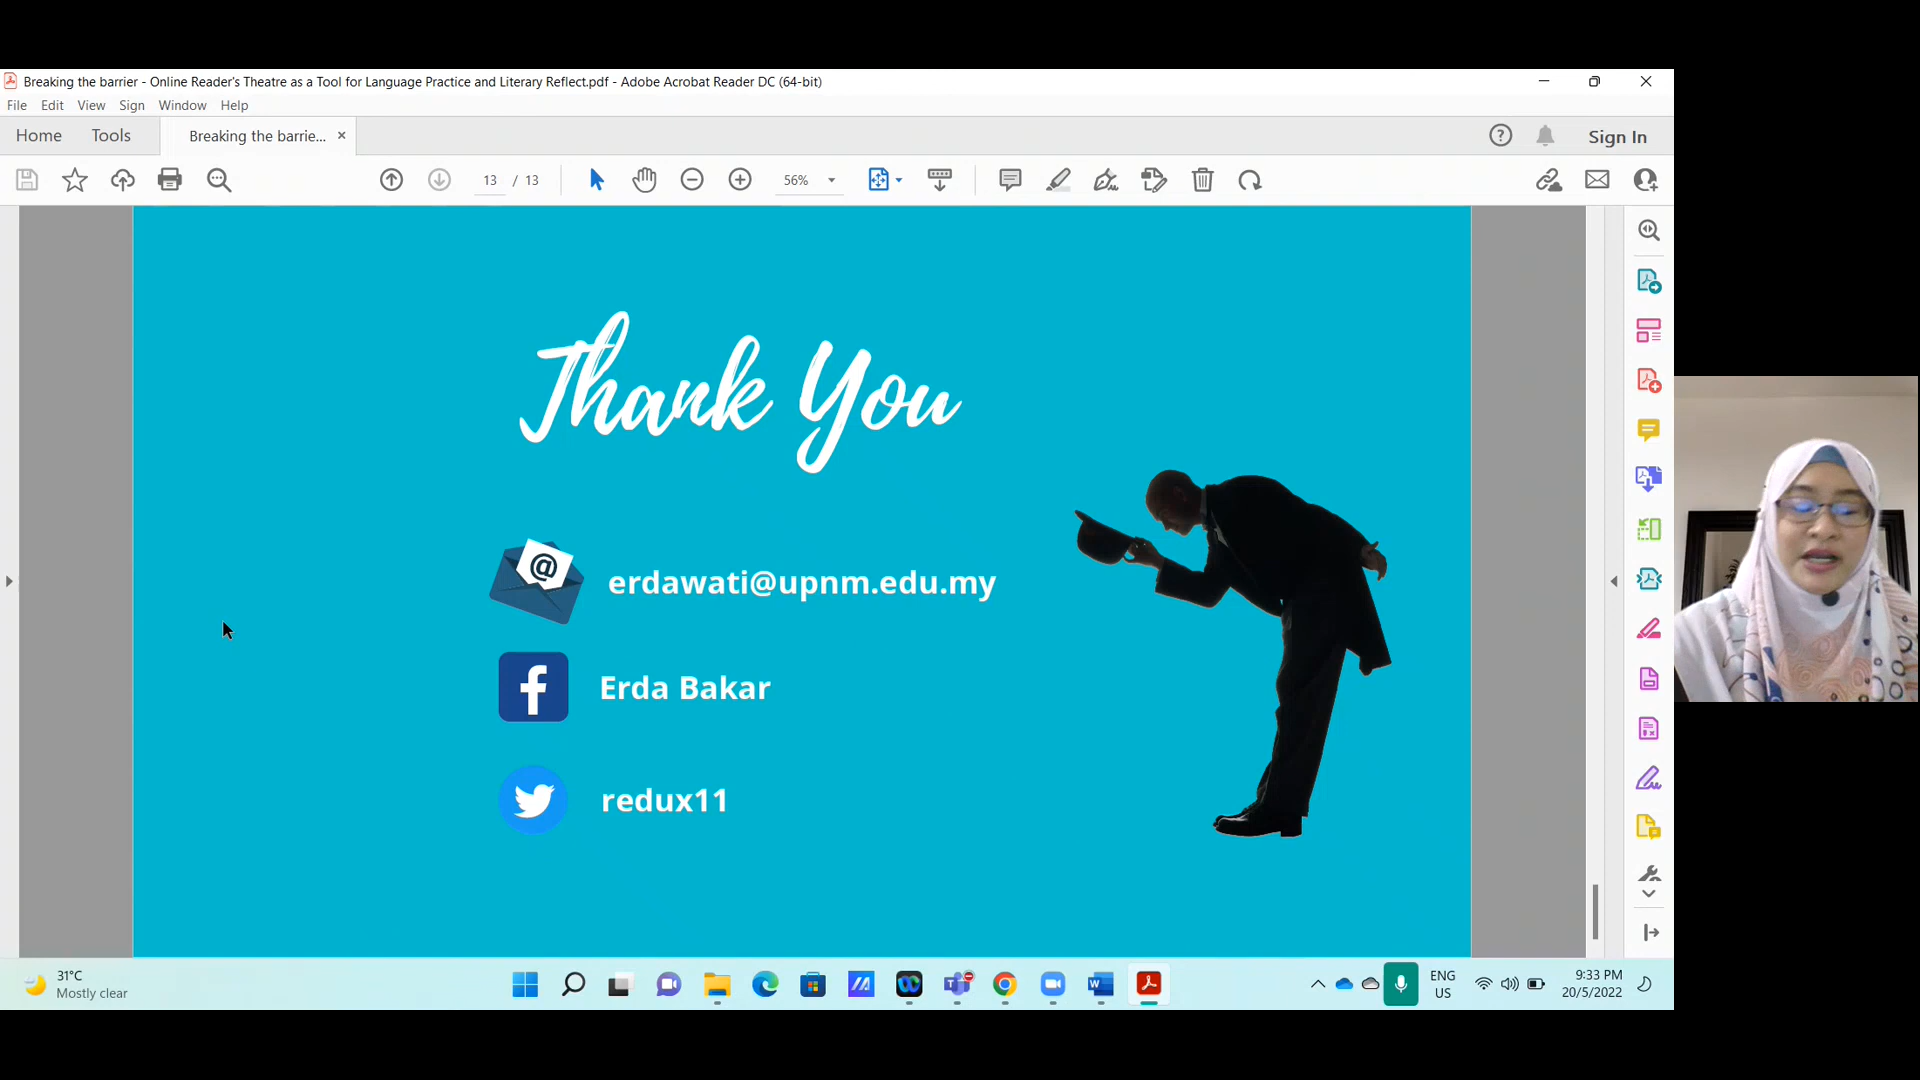 Breaking the barrier - Online Reader's Theatre as a Tool for Language Practice and Literary Reflect.pdf - Adobe Acrobat Reader DC (64-bit)
File Edit View Sign Window Help
Home Tools Breaking the barrie... Sign In
13 / 13 56%
Thank You
@
erdawati@upnm.edu.my
f
Erda Bakar
redux11
31°C
Mostly clear
ENG
US
9:33 PM
20/5/2022